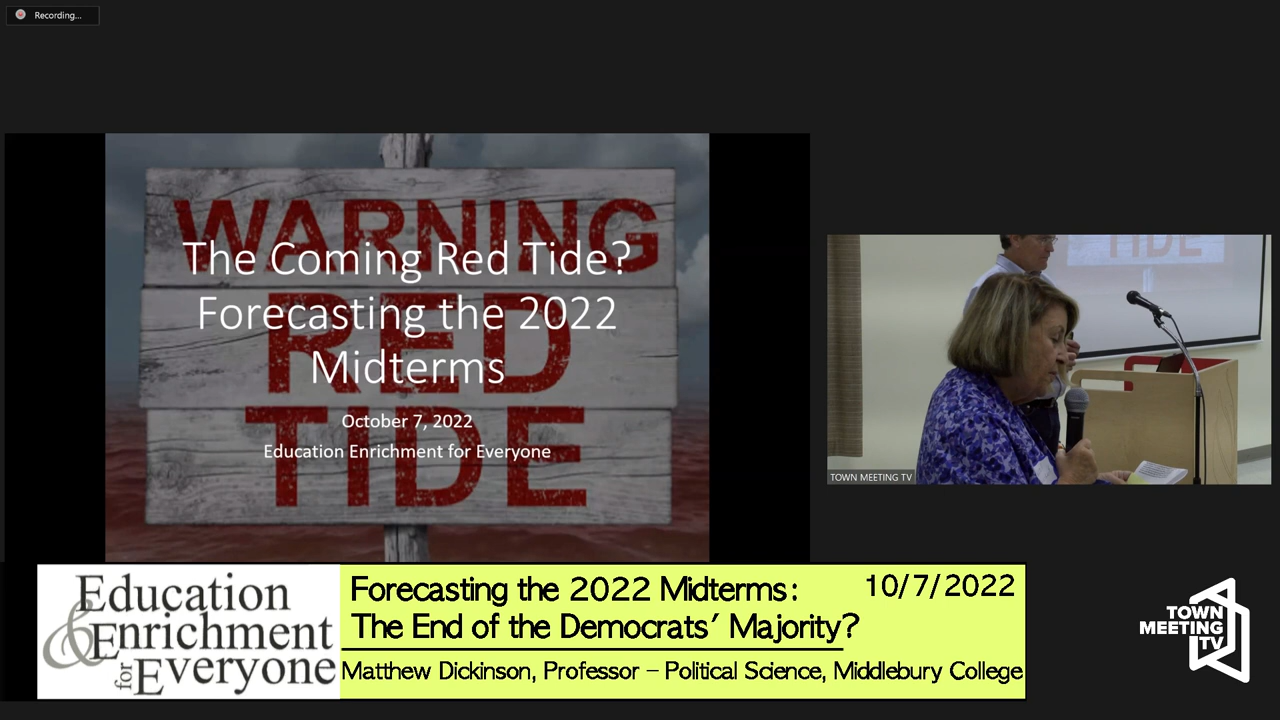 Recording...
WARNING
RED
TIDE
The Coming Red Tide?
Forecasting the 2022
Midterms
October 7, 2022
Education Enrichment for Everyone
TIDE
TOWN MEETING TV
Education
& Enrichment
for Everyone
Forecasting the 2022 Midterms:
10/7/2022
The End of the Democrats' Majority?
Matthew Dickinson, Professor – Political Science, Middlebury College
TOWN
MEETING
TV